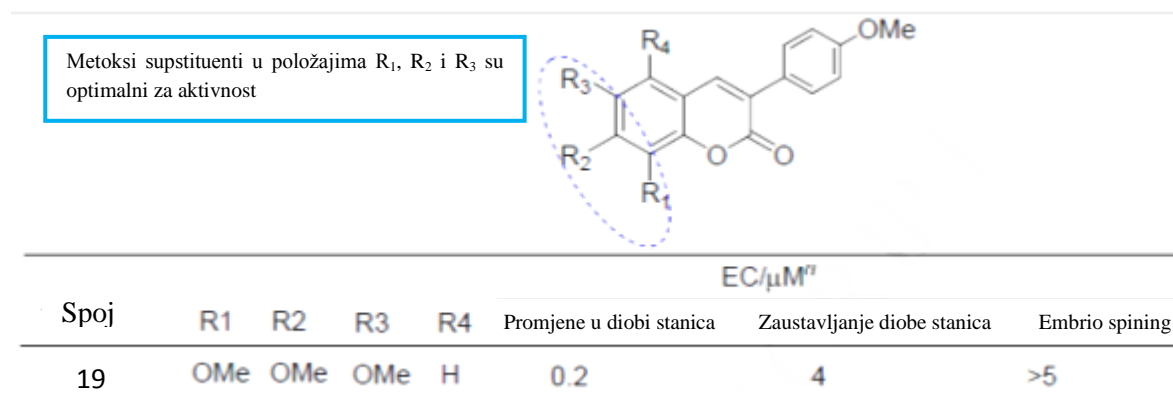 Metoksi supstituenti u položajima R₁, R₂ i R₃ su
optimalni za aktivnost
R₄
OMe
R₃
R₂
O
O
R₁
EC/μMⁿ
Spoj R1 R2 R3 R4 Promjene u diobi stanica Zaustavljanje diobe stanica Embrio spining
19 OMe OMe OMe H 0.2 4 >5